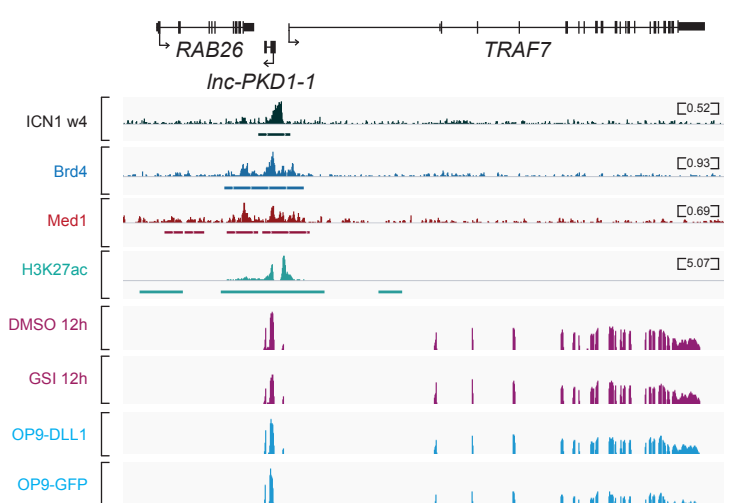 RAB26
TRAF7
lnc-PKD1-1
ICN1 w4
[0.52]
Brd4
[0.93]
Med1
[0.69]
H3K27ac
[5.07]
DMSO 12h
GSI 12h
OP9-DLL1
OP9-GFP